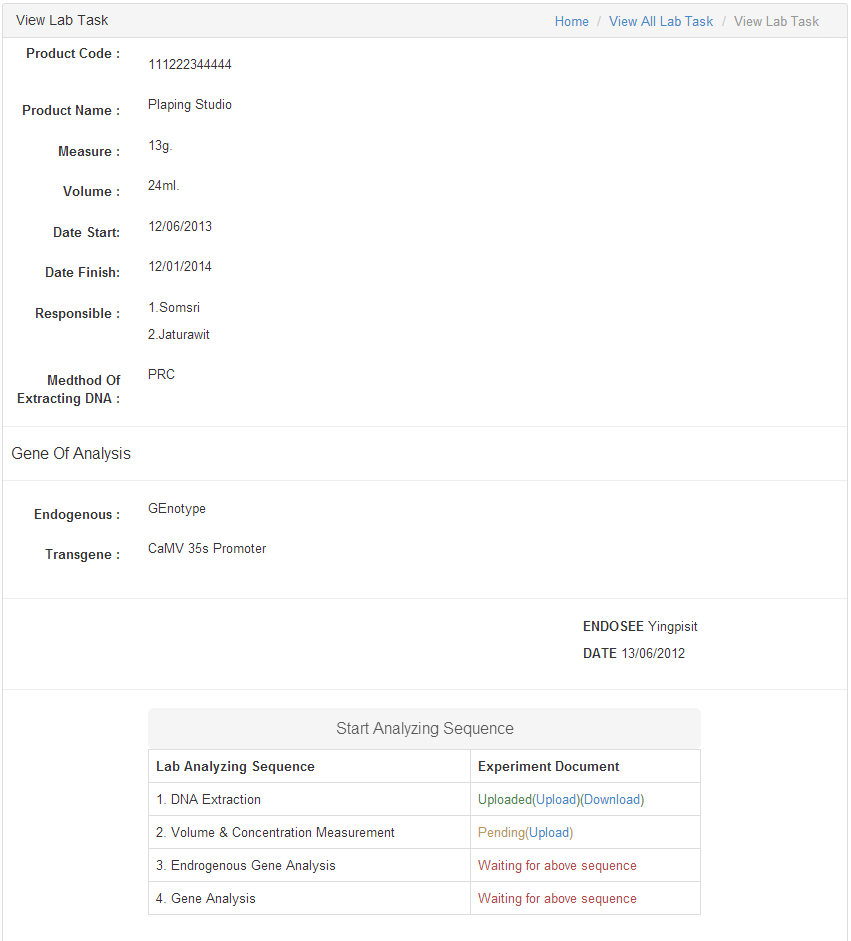 View Lab Task
Home / View All Lab Task / View Lab Task
Product Code : 111222344444
Product Name : Plaping Studio
Measure : 13g.
Volume : 24ml.
Date Start: 12/06/2013
Date Finish: 12/01/2014
Responsible : 1.Somsri
2.Jaturawit
Medthod Of PRC
Extracting DNA :
Gene Of Analysis
Endogenous : GEnotype
Transgene : CaMV 35s Promoter
ENDOSEE Yingpisit
DATE 13/06/2012
Start Analyzing Sequence
Lab Analyzing Sequence Experiment Document
1. DNA Extraction Uploaded(Upload)(Download)
2. Volume & Concentration Measurement Pending(Upload)
3. Endrogenous Gene Analysis Waiting for above sequence
4. Gene Analysis Waiting for above sequence